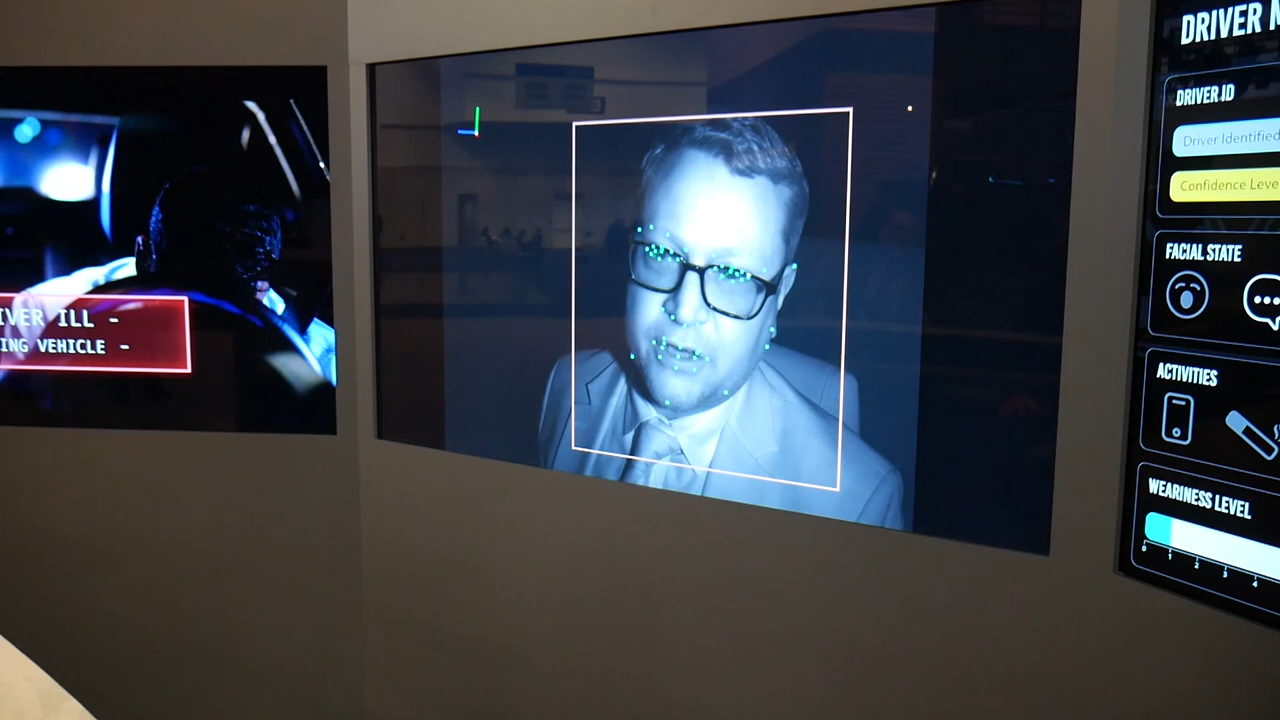 IVER ILL -
ING VEHICLE -
DRIVER M
DRIVER ID
Driver Identified
Confidence Leve
FACIAL STATE
ACTIVITIES
WEARINESS LEVEL
0 1 2 3 4